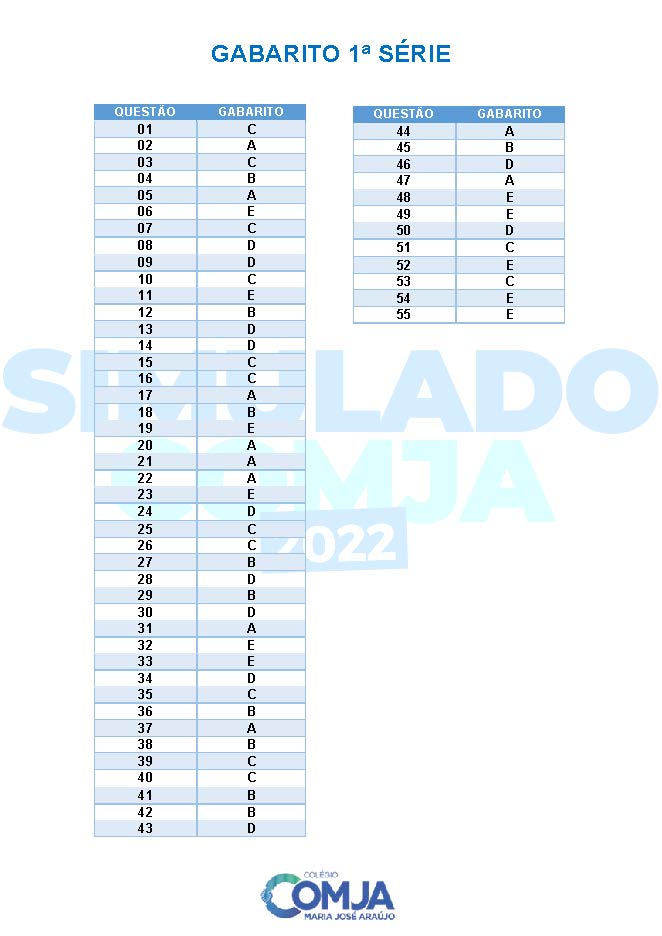 GABARITO 1ª SÉRIE
QUESTÃO GABARITO
01 C
02 A
03 C
04 B
05 A
06 E
07 C
08 D
09 D
10 C
11 E
12 B
13 D
14 D
15 C
16 C
17 A
18 B
19 E
20 A
21 A
22 A
23 E
24 D
25 C
26 C
27 B
28 D
29 B
30 D
31 A
32 E
33 E
34 D
35 C
36 B
37 A
38 B
39 C
40 C
41 B
42 B
43 D
QUESTÃO GABARITO
44 A
45 B
46 D
47 A
48 E
49 E
50 D
51 C
52 E
53 C
54 E
55 E
SIMULADO
COMJA
2022
COLÉGIO
COMJA
MARIA JOSÉ ARAÚJO